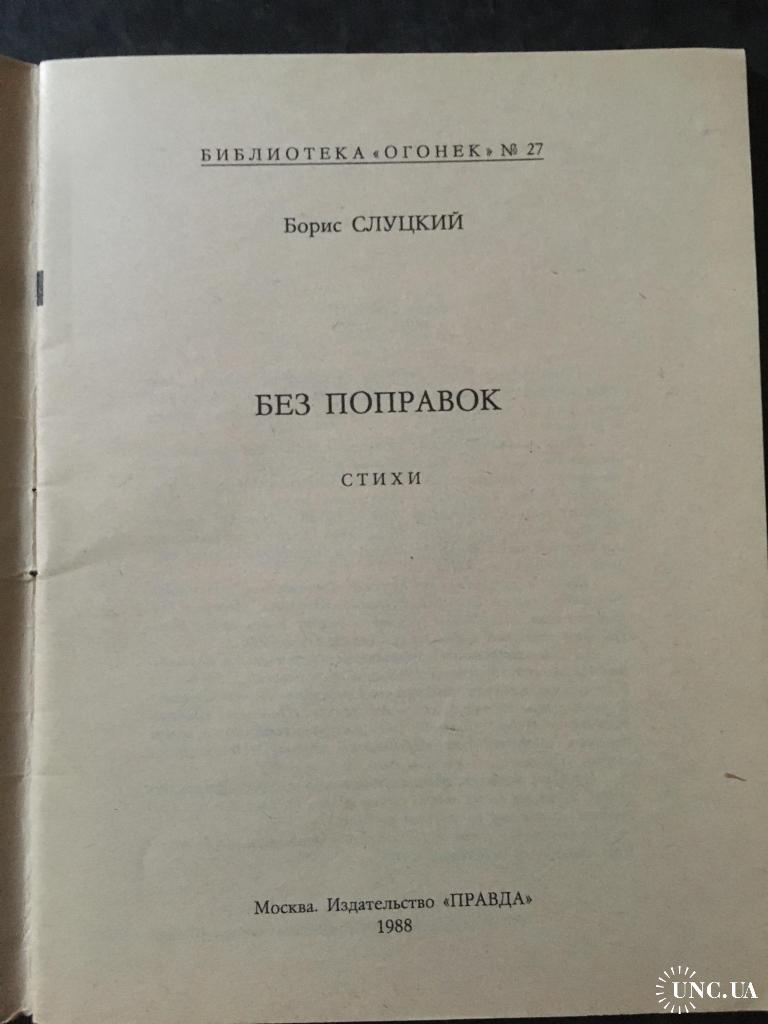 БИБЛИОТЕКА «ОГОНЕК» № 27
Борис СЛУЦКИЙ
БЕЗ ПОПРАВОК
СТИХИ
Москва. Издательство «ПРАВДА»
1988
UNC.UA